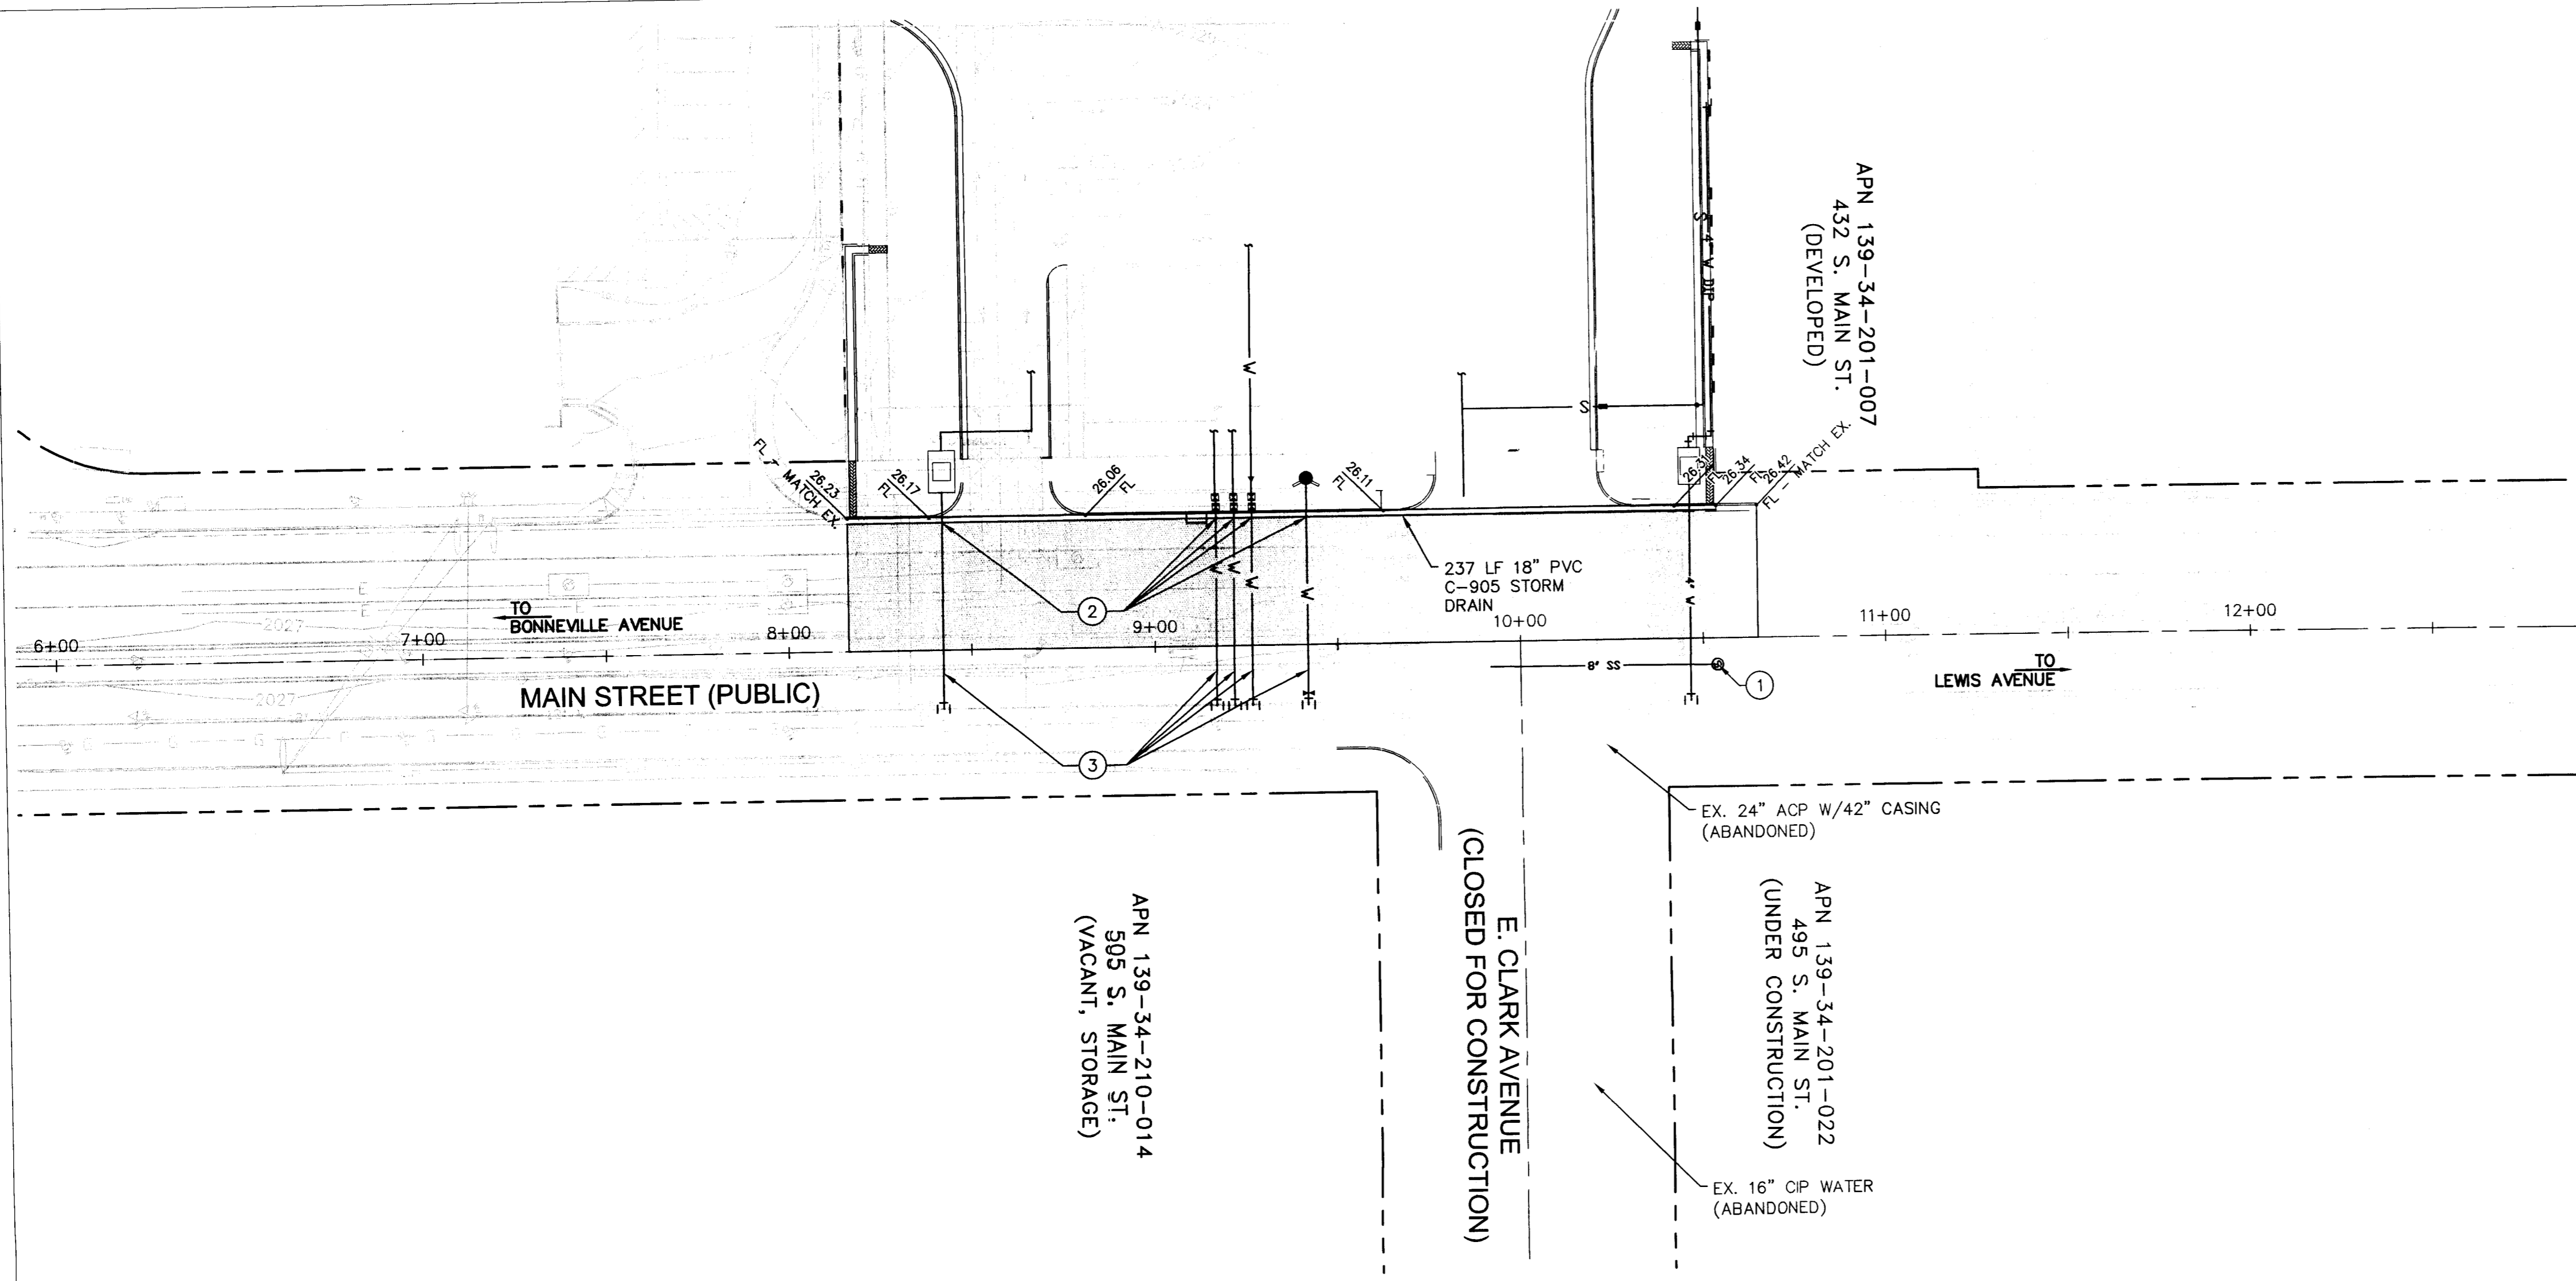 APN 139-34-201-007
432 S. MAIN ST.
(DEVELOPED)
S
4" W DIP
W
S
FL - MATCH EX.
26.23
26.17
FL
26.06
FL
26.11
FL
26.31
FL
26.34
FL
26.42
FL - MATCH EX.
237 LF 18" PVC
C-905 STORM
DRAIN
W
W
W
W
4" W
2
E
E
E
2027
TO
BONNEVILLE AVENUE
6+00
7+00
8+00
9+00
10+00
11+00
12+00
8" SS
1
TO
LEWIS AVENUE
2027
MAIN STREET (PUBLIC)
G
G
G
G
G
3
EX. 24" ACP W/42" CASING
(ABANDONED)
E. CLARK AVENUE
(CLOSED FOR CONSTRUCTION)
APN 139-34-210-014
505 S. MAIN ST.
(VACANT, STORAGE)
APN 139-34-201-022
495 S. MAIN ST.
(UNDER CONSTRUCTION)
EX. 16" CIP WATER
(ABANDONED)